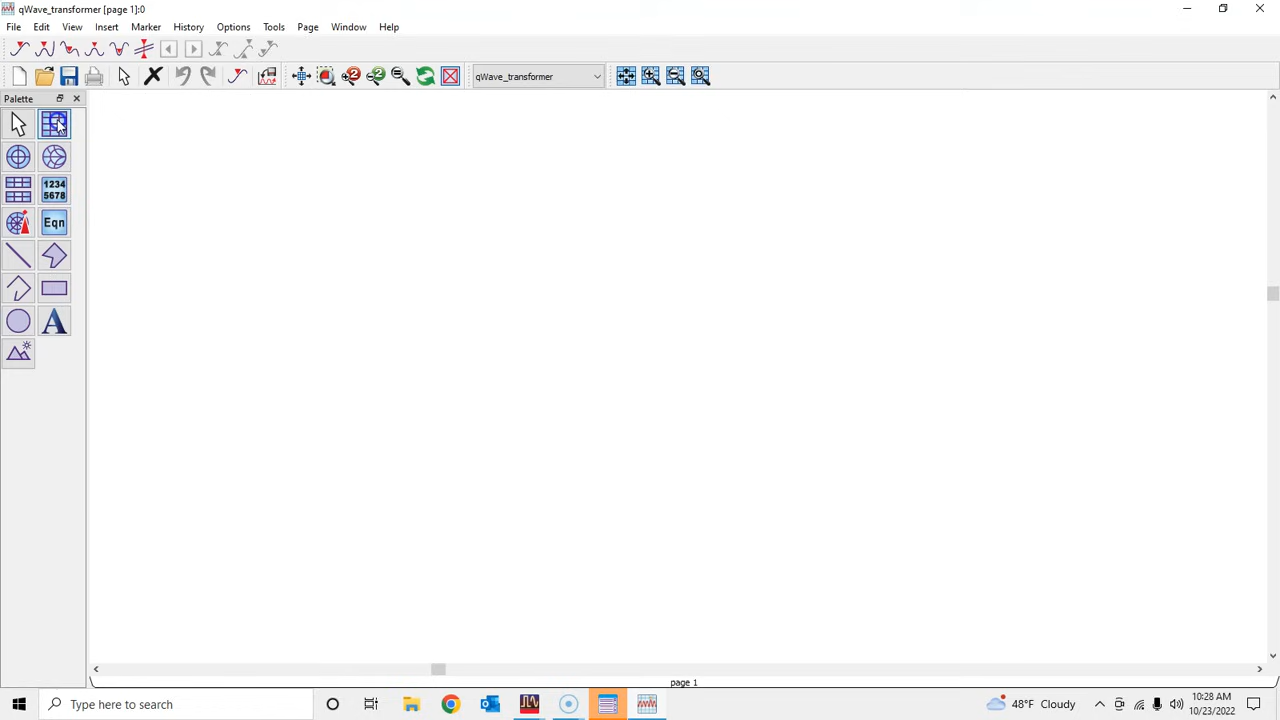 qWave_transformer [page 1]:0
File Edit View Insert Marker History Options Tools Page Window Help
qWave_transformer
Palette
1234
5678
Eqn
A
page 1
Type here to search
48°F Cloudy
10:28 AM
10/23/2022